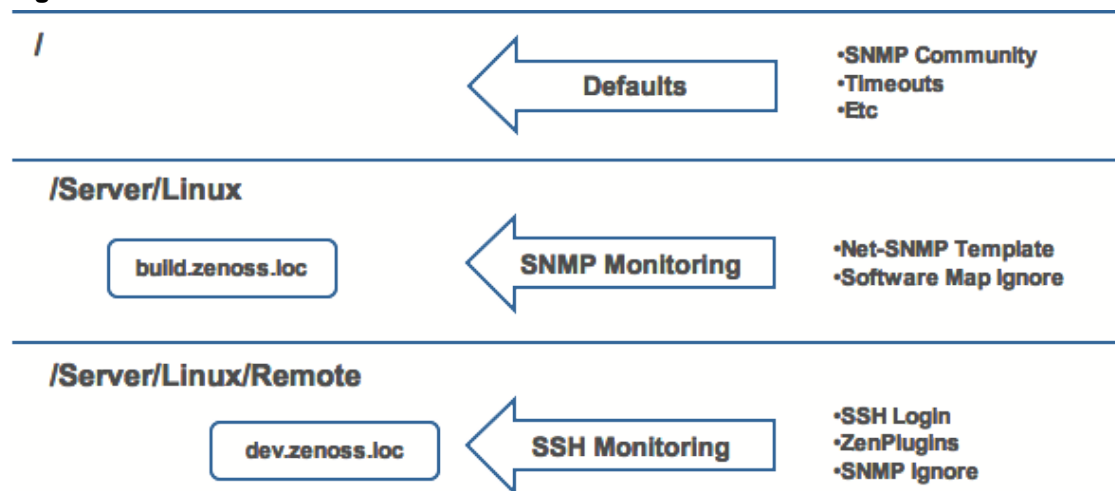 /
Defaults
•SNMP Community
•Timeouts
•Etc
/Server/Linux
build.zenoss.loc
SNMP Monitoring
•Net-SNMP Template
•Software Map Ignore
/Server/Linux/Remote
dev.zenoss.loc
SSH Monitoring
•SSH Login
•ZenPlugins
•SNMP Ignore